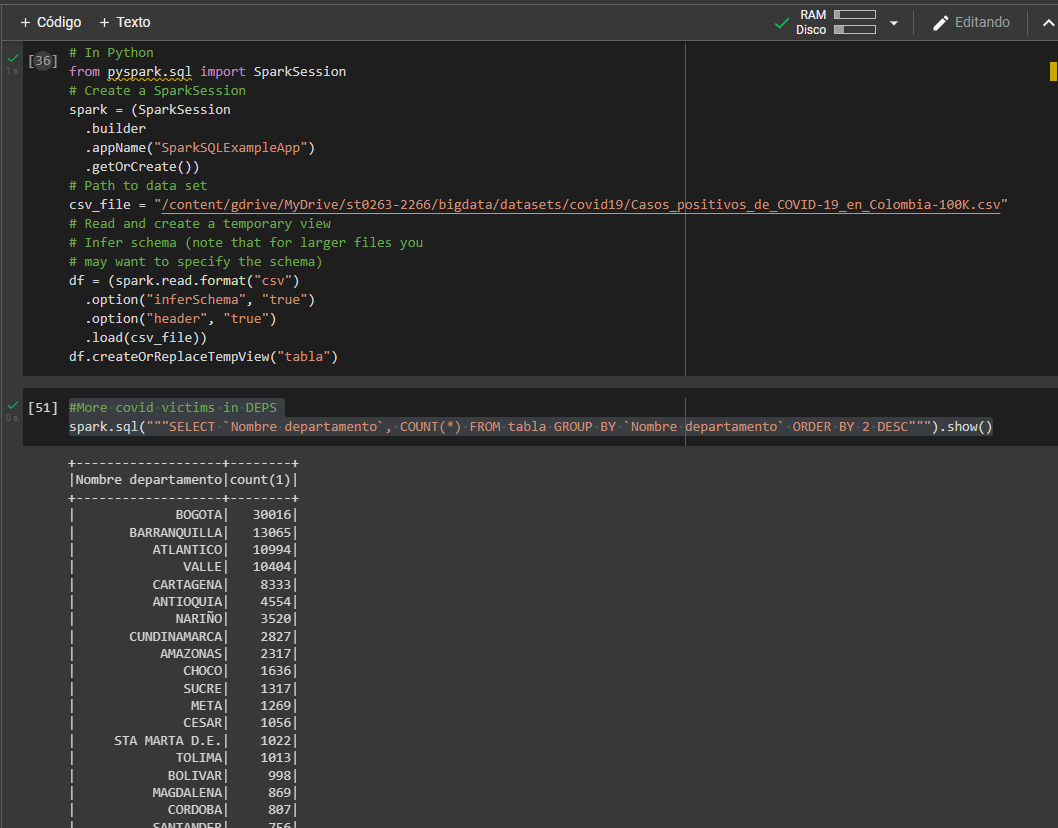 + Código + Texto
RAM
Disco
Editando
[36]
1 s
# In Python
from pyspark.sql import SparkSession
# Create a SparkSession
spark = (SparkSession
.builder
.appName("SparkSQLExampleApp")
.getOrCreate())
# Path to data set
csv_file = "/content/gdrive/MyDrive/st0263-2266/bigdata/datasets/covid19/Casos_positivos_de_COVID-19_en_Colombia-100K.csv"
# Read and create a temporary view
# Infer schema (note that for larger files you
# may want to specify the schema)
df = (spark.read.format("csv")
.option("inferSchema", "true")
.option("header", "true")
.load(csv_file))
df.createOrReplaceTempView("tabla")
[51]
0 s
#More covid victims in DEPS
spark.sql("""SELECT `Nombre departamento`, COUNT(*) FROM tabla GROUP BY `Nombre departamento` ORDER BY 2 DESC""").show()
+-------------------+--------+
|Nombre departamento|count(1)|
+-------------------+--------+
| BOGOTA| 30016|
| BARRANQUILLA| 13065|
| ATLANTICO| 10994|
| VALLE| 10404|
| CARTAGENA| 8333|
| ANTIOQUIA| 4554|
| NARIÑO| 3520|
| CUNDINAMARCA| 2827|
| AMAZONAS| 2317|
| CHOCO| 1636|
| SUCRE| 1317|
| META| 1269|
| CESAR| 1056|
| STA MARTA D.E.| 1022|
| TOLIMA| 1013|
| BOLIVAR| 998|
| MAGDALENA| 869|
| CORDOBA| 807|
| SANTANDER| 756|